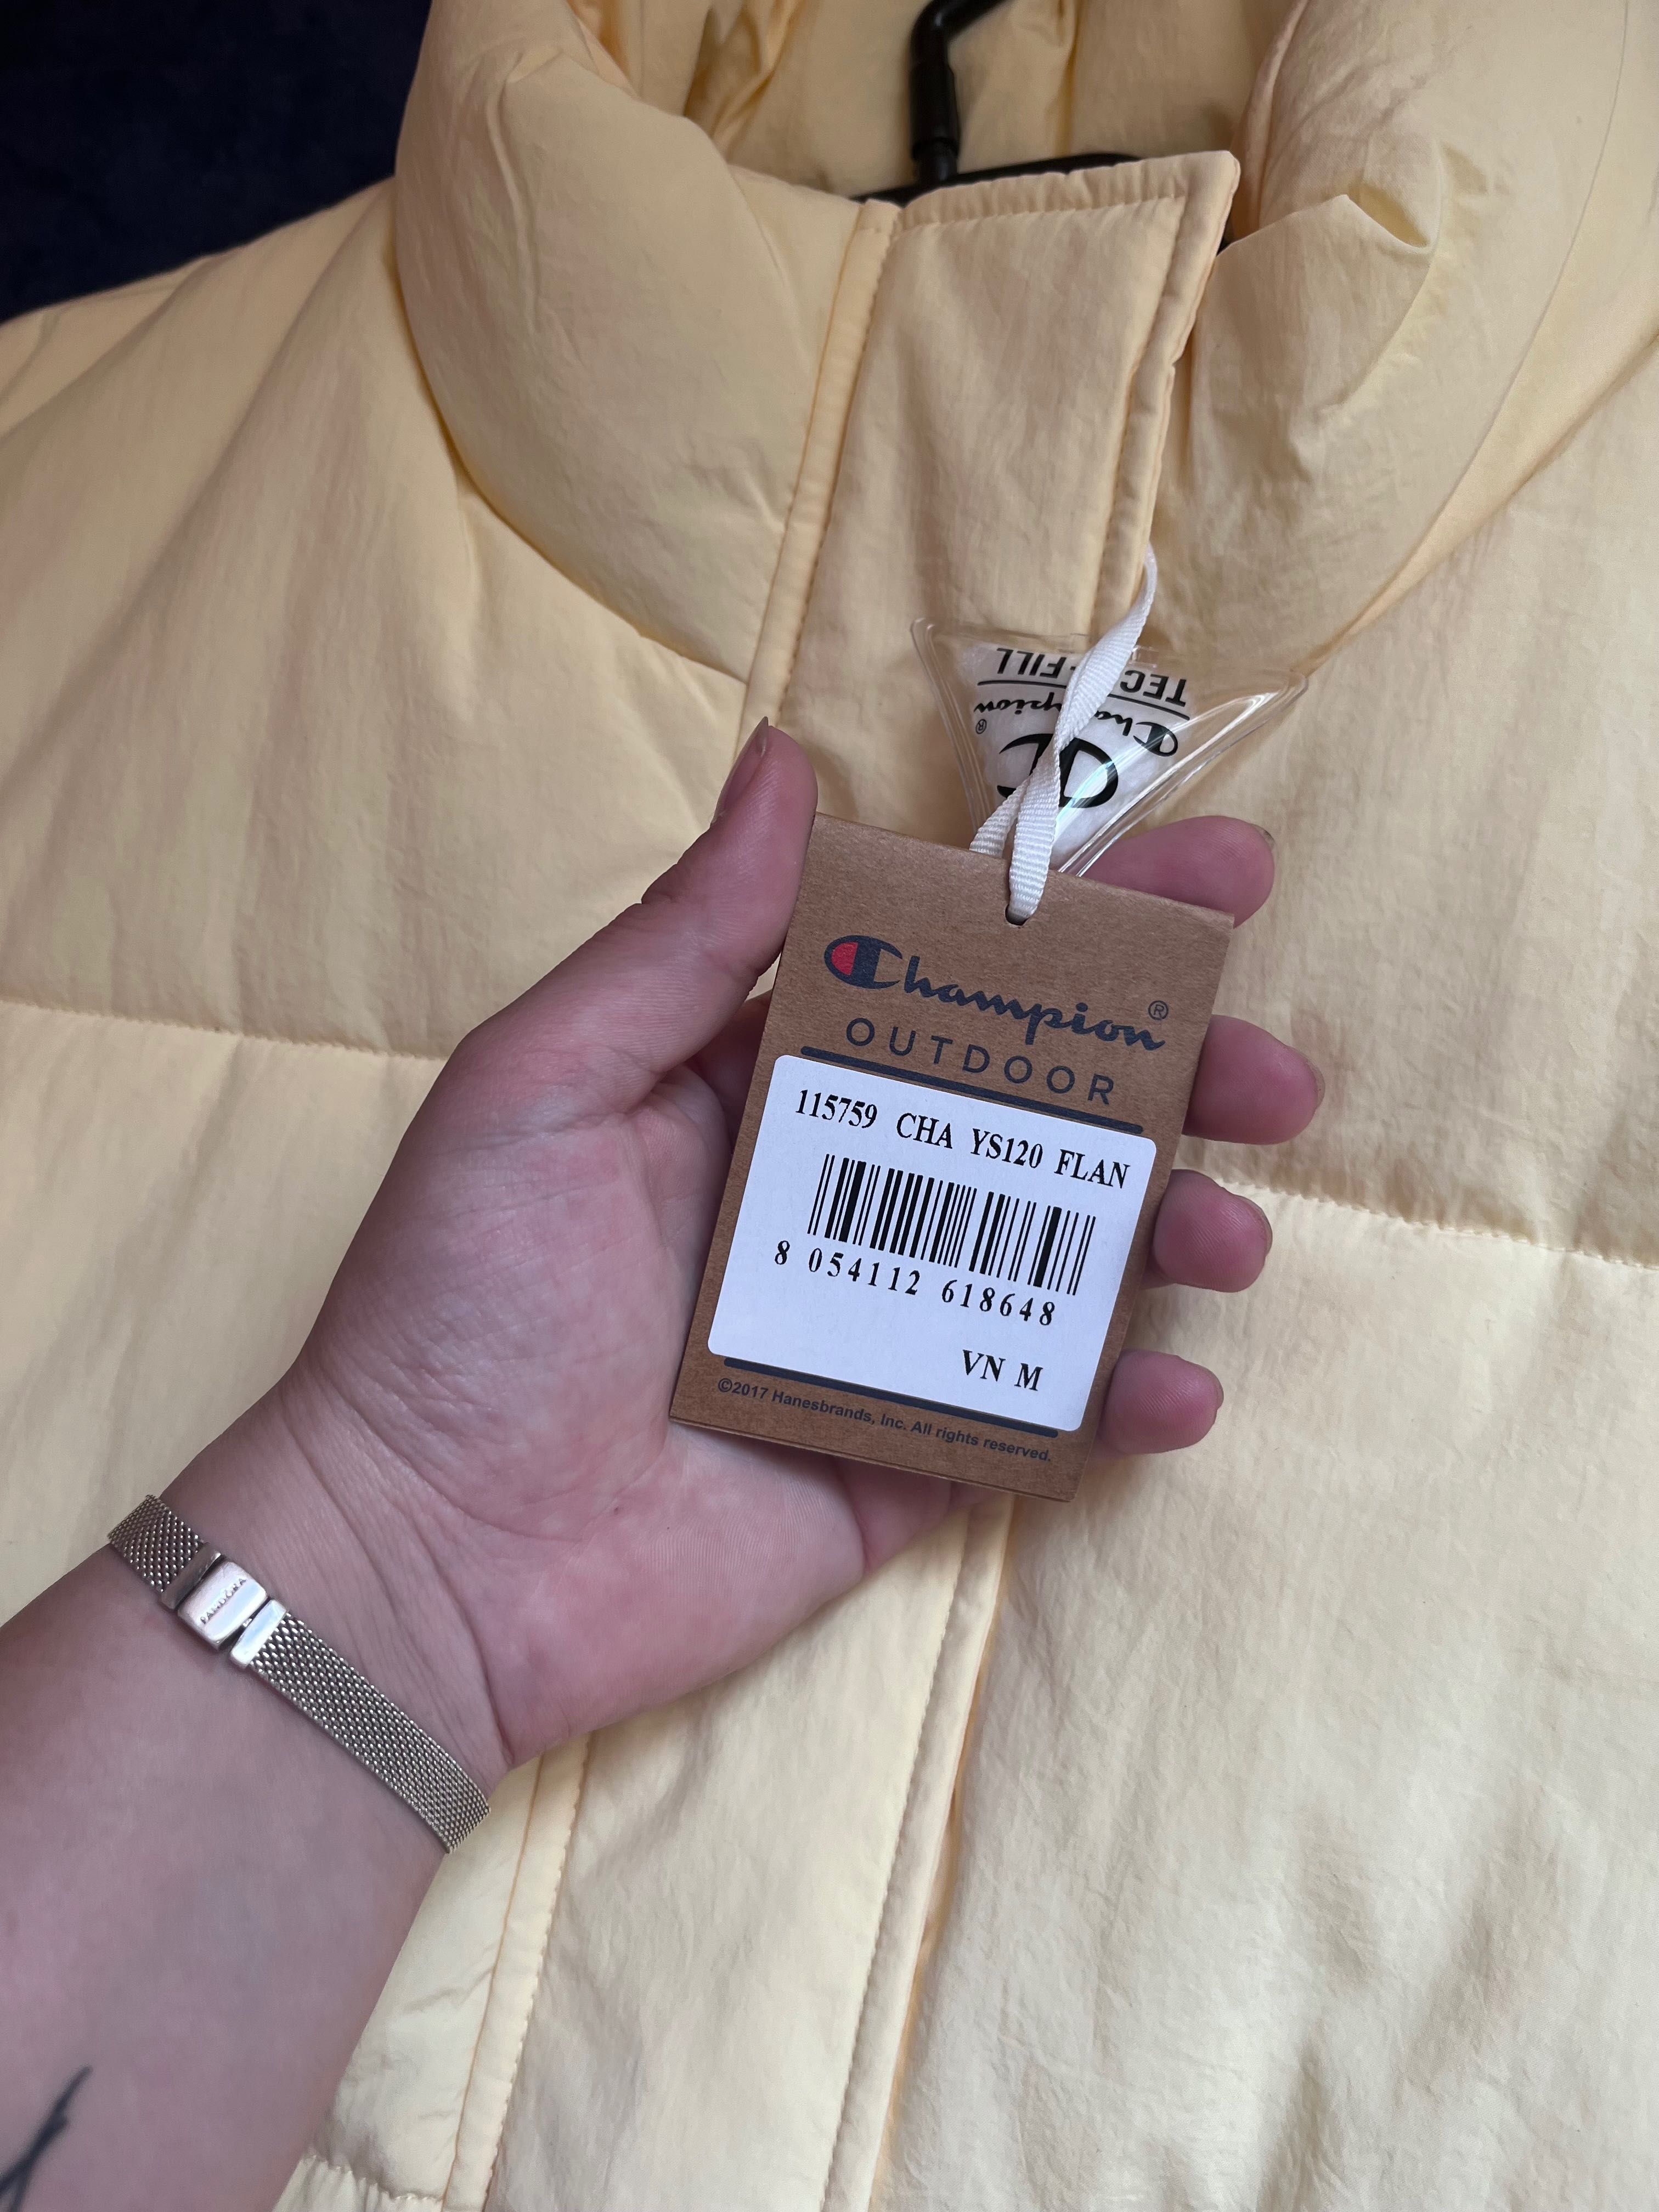 TECH-FILL
Champion®
Champion®
OUTDOOR
115759 CHA YS120 FLAN
8 054112 618648
VN M
©2017 Hanesbrands, Inc. All rights reserved.
PANDORA